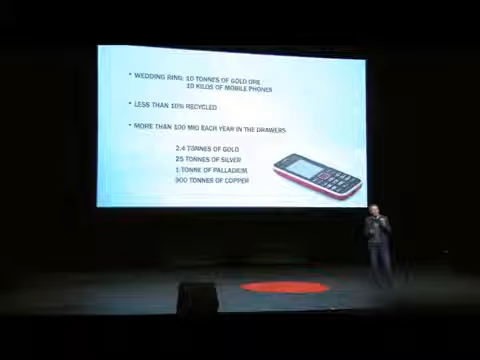 • WEDDING RING: 10 TONNES OF GOLD ORE
10 KILOS OF MOBILE PHONES
• LESS THAN 10% RECYCLED
• MORE THAN 100 MIO EACH YEAR IN THE DRAWERS
2.4 TONNES OF GOLD
25 TONNES OF SILVER
1 TONNE OF PALLADIUM
900 TONNES OF COPPER